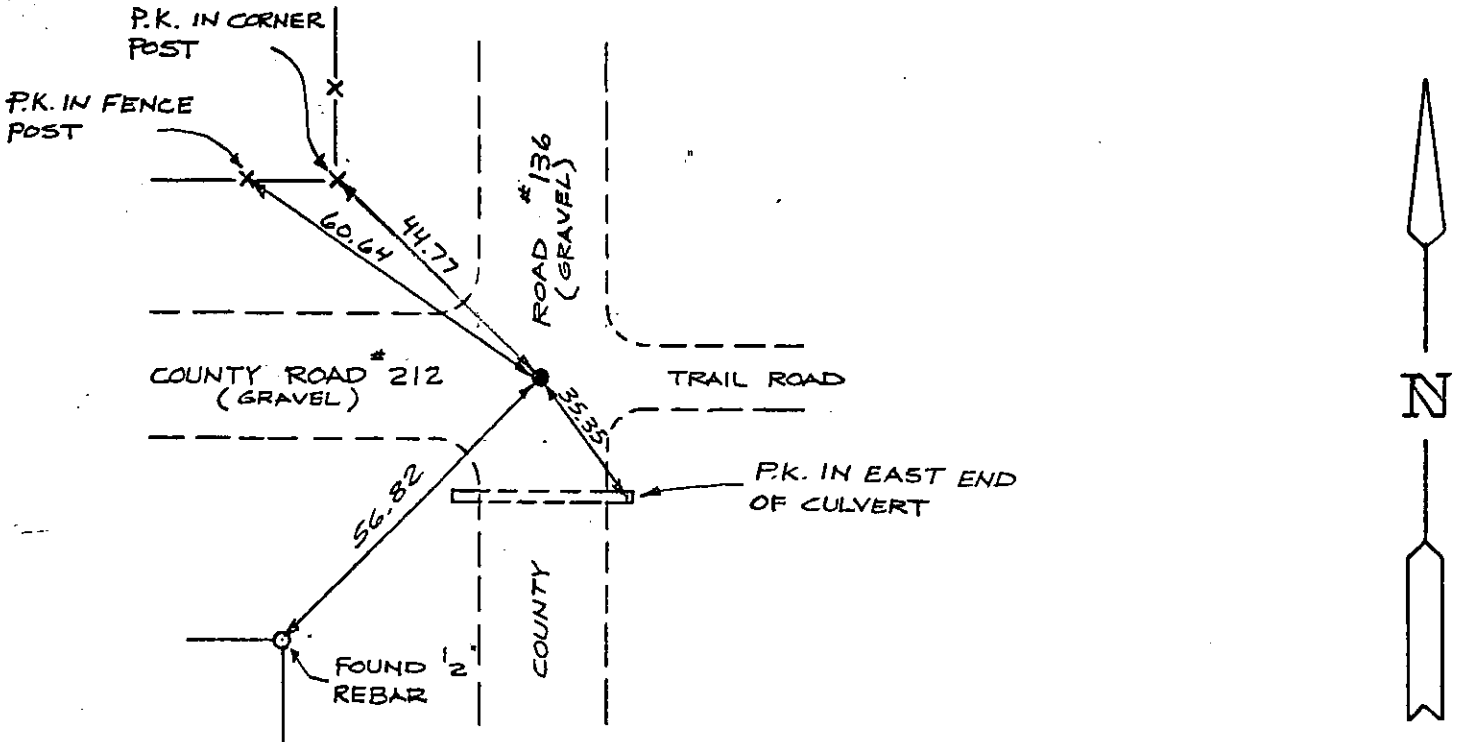 P.K. IN CORNER
POST
P.K. IN FENCE
POST
ROAD #136
(GRAVEL)
60.64
44.77
COUNTY ROAD #212
(GRAVEL)
TRAIL ROAD
N
35.35
56.82
P.K. IN EAST END
OF CULVERT
COUNTY
FOUND 1/2"
REBAR